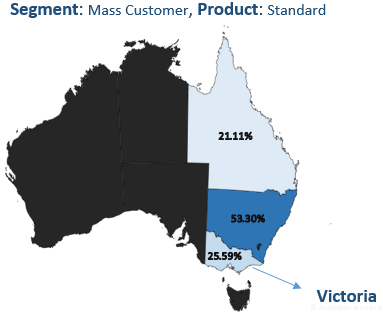 Segment: Mass Customer, Product: Standard
21.11%
53.30%
25.59%
Victoria